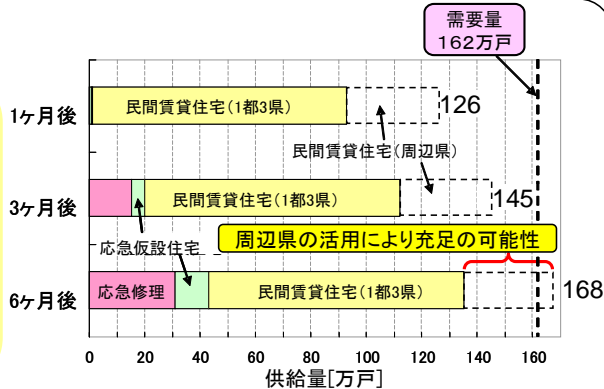 需要量
162万戸
1ヶ月後
民間賃貸住宅(1都3県)
126
民間賃貸住宅(周辺県)
3ヶ月後
民間賃貸住宅(1都3県)
145
応急仮設住宅
周辺県の活用により充足の可能性
6ヶ月後
応急修理
民間賃貸住宅(1都3県)
168
0 20 40 60 80 100 120 140 160
供給量[万戸]